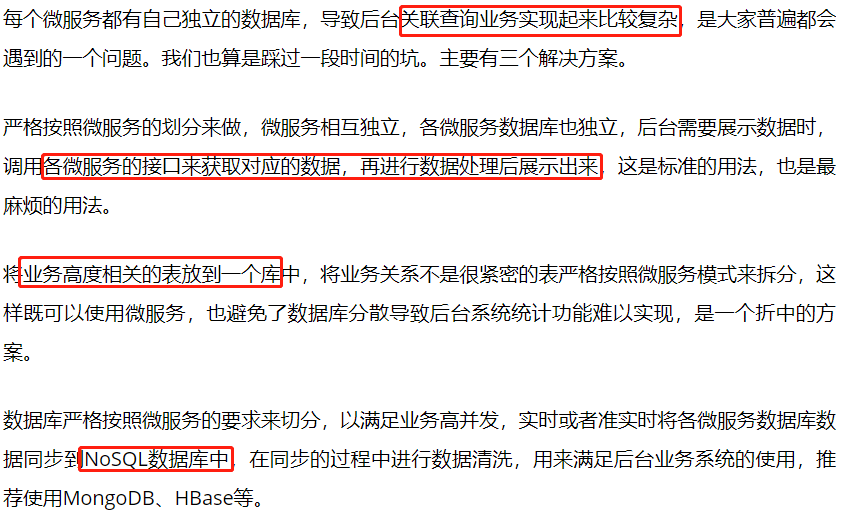 每个微服务都有自己独立的数据库，导致后台关联查询业务实现起来比较复杂，是大家普遍都会
遇到的一个问题。我们也算是踩过一段时间的坑。主要有三个解决方案。
严格按照微服务的划分来做，微服务相互独立，各微服务数据库也独立，后台需要展示数据时，
调用各微服务的接口来获取对应的数据，再进行数据处理后展示出来，这是标准的用法，也是最
麻烦的用法。
将业务高度相关的表放到一个库中，将业务关系不是很紧密的表严格按照微服务模式来拆分，这
样既可以使用微服务，也避免了数据库分散导致后台系统统计功能难以实现，是一个折中的方
案。
数据库严格按照微服务的要求来切分，以满足业务高并发，实时或者准实时将各微服务数据库数
据同步到NoSQL数据库中，在同步的过程中进行数据清洗，用来满足后台业务系统的使用，推
荐使用MongoDB、HBase等。